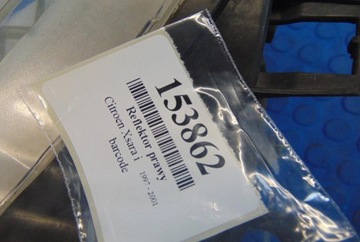 153862
Reflektor prawy
Citroen Xsara i 1997 - 2001
barcode